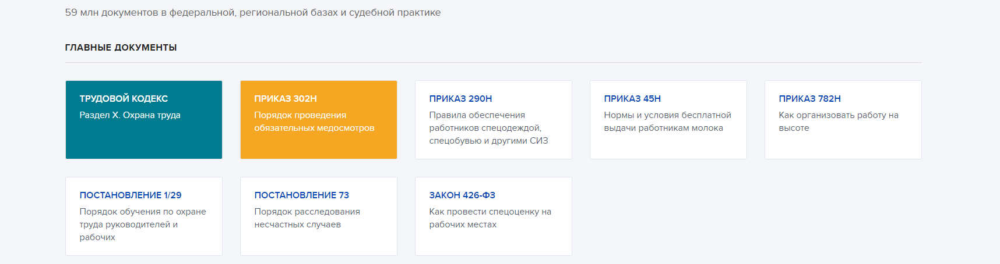 59 млн документов в федеральной, региональной базах и судебной практике
ГЛАВНЫЕ ДОКУМЕНТЫ
ТРУДОВОЙ КОДЕКС
Раздел X. Охрана труда
ПРИКАЗ 302Н
Порядок проведения
обязательных медосмотров
ПРИКАЗ 290Н
Правила обеспечения
работников спецодеждой,
спецобувью и другими СИЗ
ПРИКАЗ 45Н
Нормы и условия бесплатной
выдачи работникам молока
ПРИКАЗ 782Н
Как организовать работу на
высоте
ПОСТАНОВЛЕНИЕ 1/29
Порядок обучения по охране
труда руководителей и
рабочих
ПОСТАНОВЛЕНИЕ 73
Порядок расследования
несчастных случаев
ЗАКОН 426-ФЗ
Как провести спецоценку на
рабочих местах